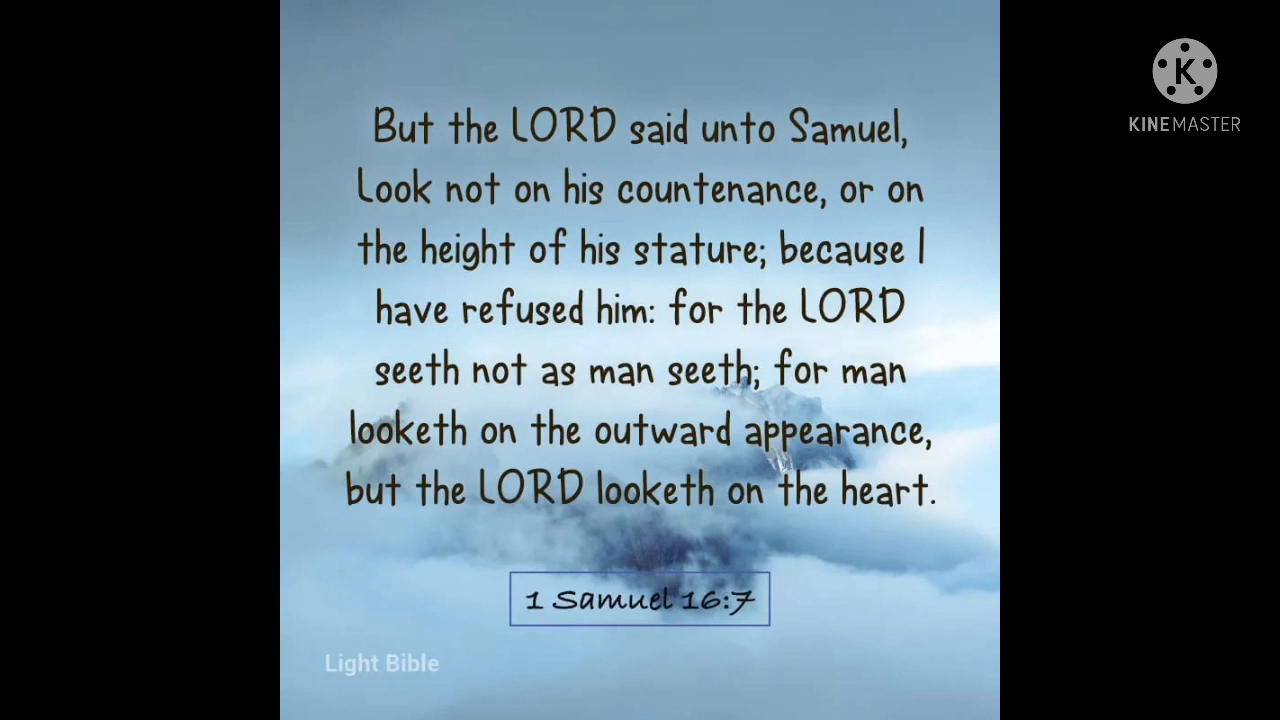 But the LORD said unto Samuel,
Look not on his countenance, or on
the height of his stature; because I
have refused him: for the LORD
seeth not as man seeth; for man
looketh on the outward appearance,
but the LORD looketh on the heart.
1 Samuel 16:7
Light Bible
K
KINEMASTER